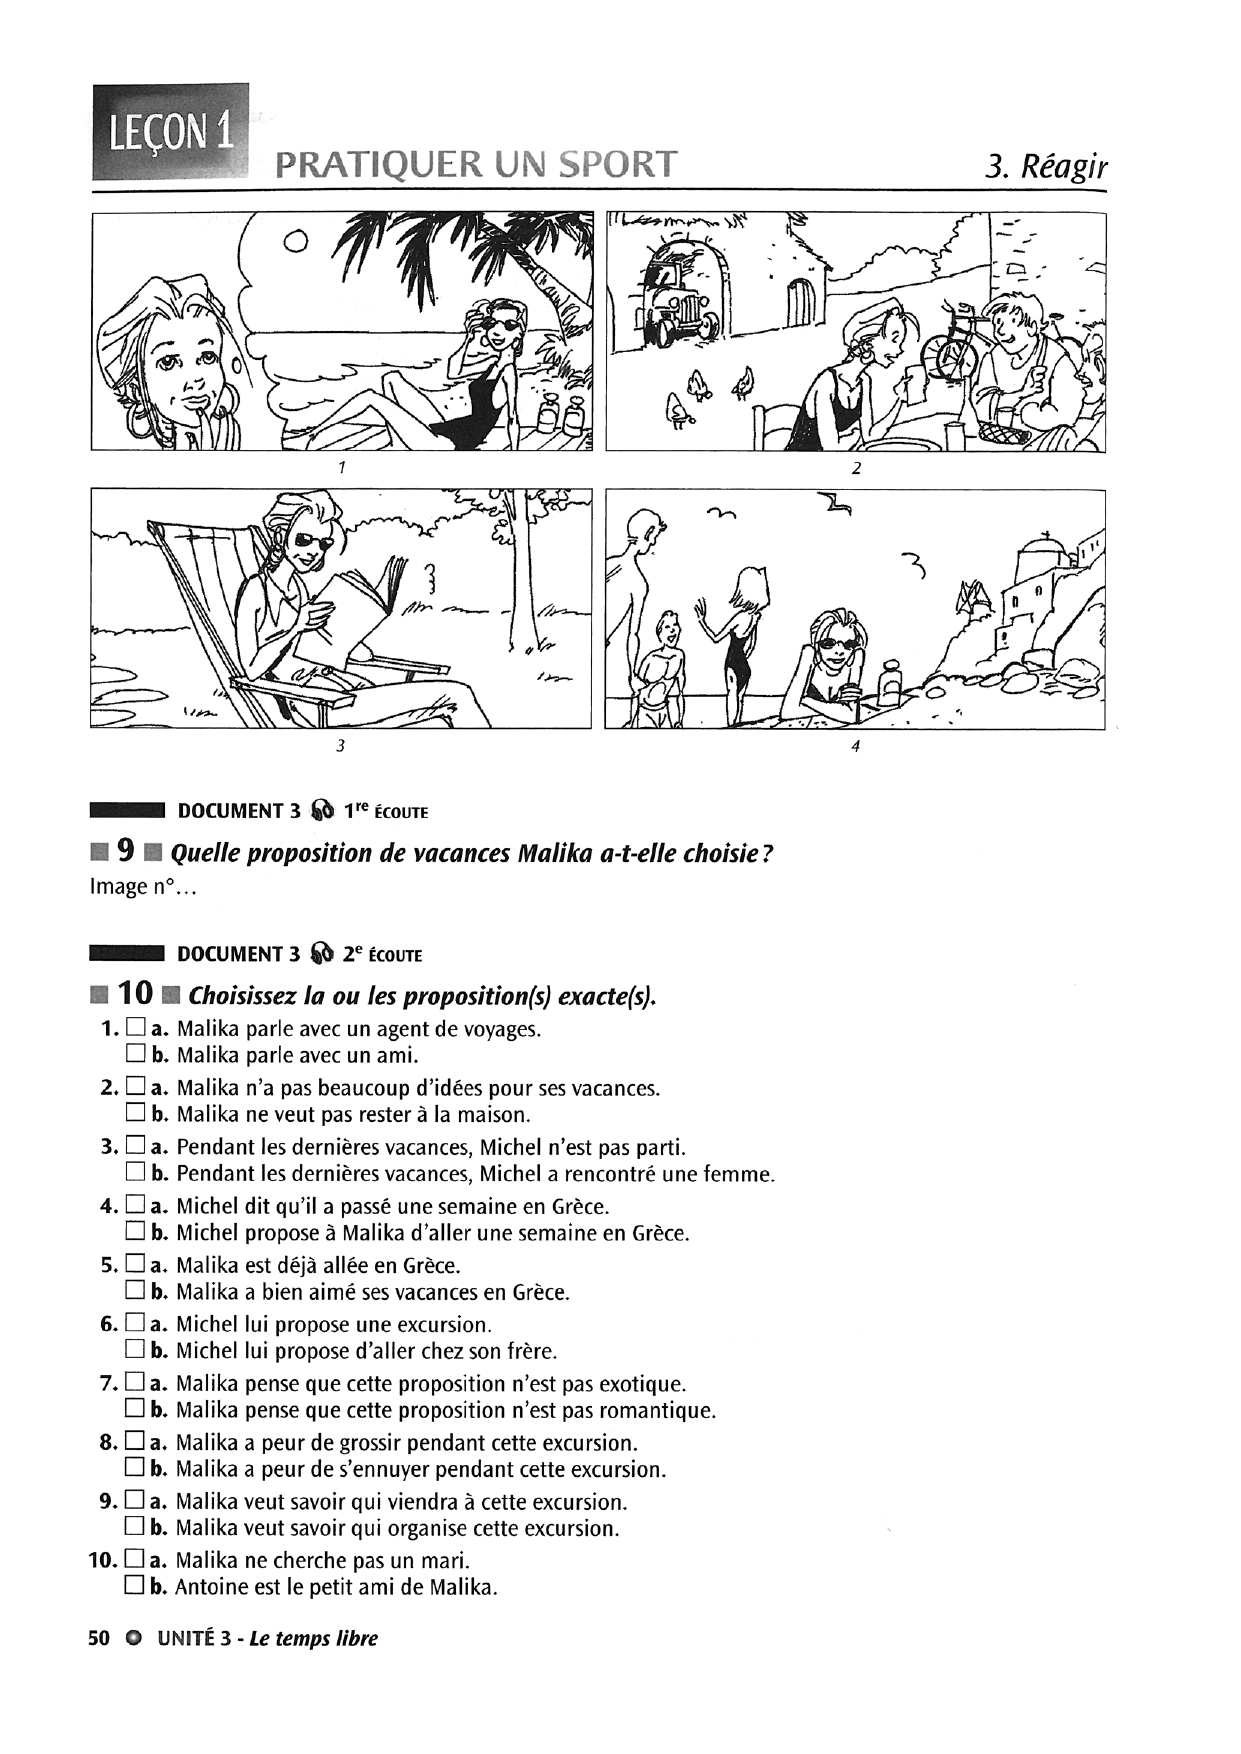 LEÇON 1
PRATIQUER UN SPORT
3. Réagir
1
2
3
4
DOCUMENT 3 1re ÉCOUTE
9 Quelle proposition de vacances Malika a-t-elle choisie ?
Image n°...
DOCUMENT 3 2e ÉCOUTE
10 Choisissez la ou les proposition(s) exacte(s).
1. a. Malika parle avec un agent de voyages.
b. Malika parle avec un ami.
2. a. Malika n'a pas beaucoup d'idées pour ses vacances.
b. Malika ne veut pas rester à la maison.
3. a. Pendant les dernières vacances, Michel n'est pas parti.
b. Pendant les dernières vacances, Michel a rencontré une femme.
4. a. Michel dit qu'il a passé une semaine en Grèce.
b. Michel propose à Malika d'aller une semaine en Grèce.
5. a. Malika est déjà allée en Grèce.
b. Malika a bien aimé ses vacances en Grèce.
6. a. Michel lui propose une excursion.
b. Michel lui propose d'aller chez son frère.
7. a. Malika pense que cette proposition n'est pas exotique.
b. Malika pense que cette proposition n'est pas romantique.
8. a. Malika a peur de grossir pendant cette excursion.
b. Malika a peur de s'ennuyer pendant cette excursion.
9. a. Malika veut savoir qui viendra à cette excursion.
b. Malika veut savoir qui organise cette excursion.
10. a. Malika ne cherche pas un mari.
b. Antoine est le petit ami de Malika.
50 UNITÉ 3 - Le temps libre